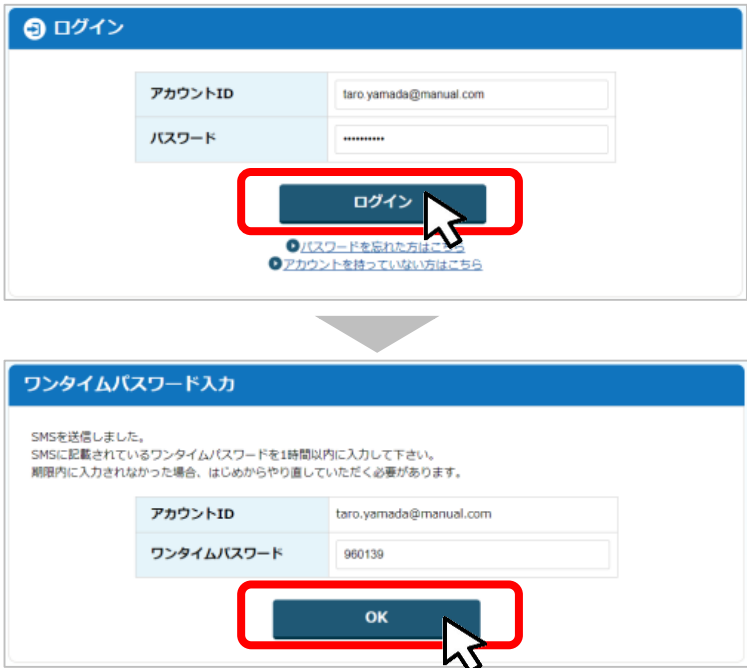 ログイン
アカウントID taro.yamada@manual.com
パスワード ••••••••••
ログイン
パスワードを忘れた方はこちら
アカウントを持っていない方はこちら
ワンタイムパスワード入力
SMSを送信しました。
SMSに記載されているワンタイムパスワードを1時間以内に入力して下さい。
期限内に入力されなかった場合、はじめからやり直していただく必要があります。
アカウントID taro.yamada@manual.com
ワンタイムパスワード 960139
OK